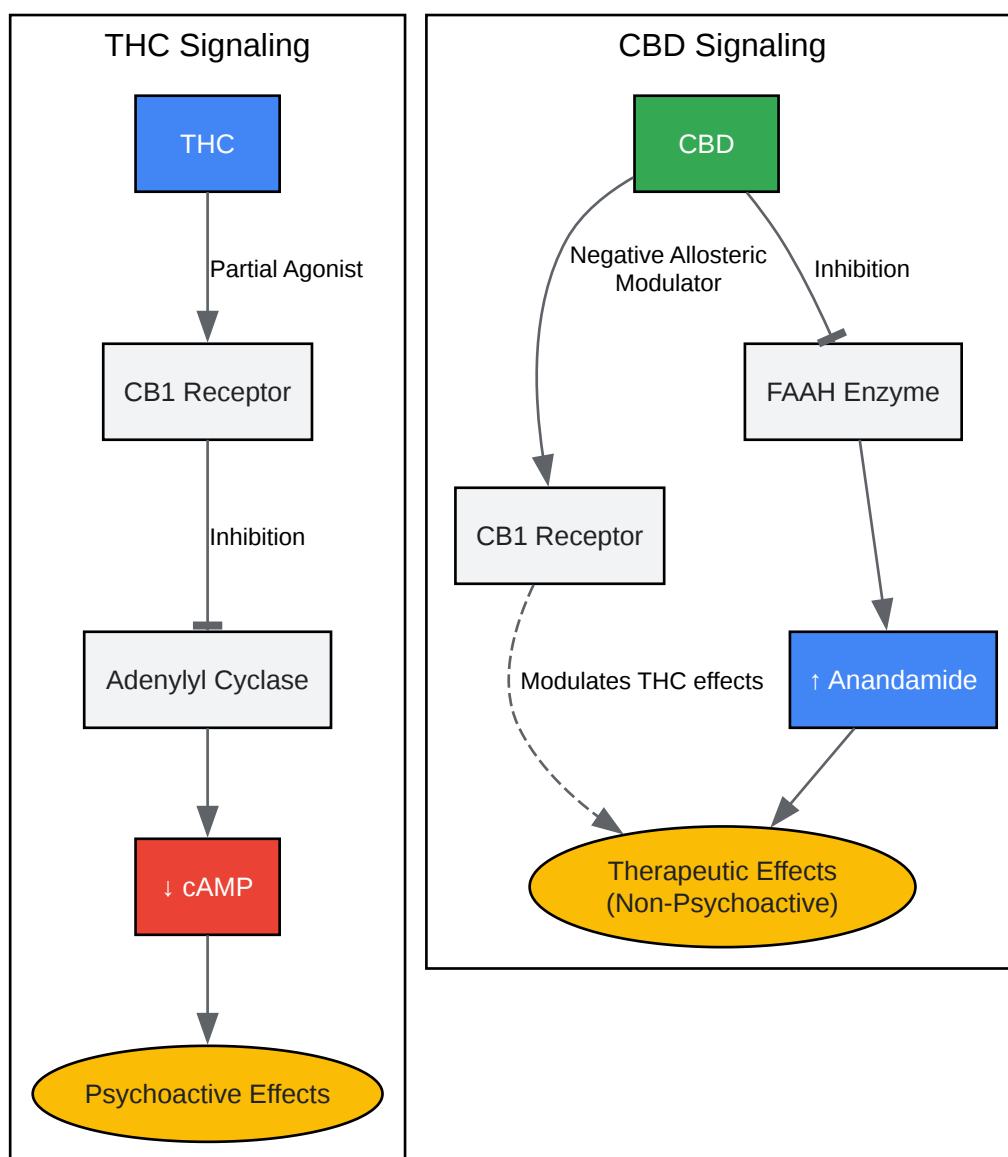 THC Signaling
THC
Partial Agonist
CB1 Receptor
Inhibition
Adenylyl Cyclase
↓ cAMP
Psychoactive Effects
CBD Signaling
CBD
Negative Allosteric
Modulator
Inhibition
FAAH Enzyme
CB1 Receptor
Modulates THC effects
↑ Anandamide
Therapeutic Effects
(Non-Psychoactive)